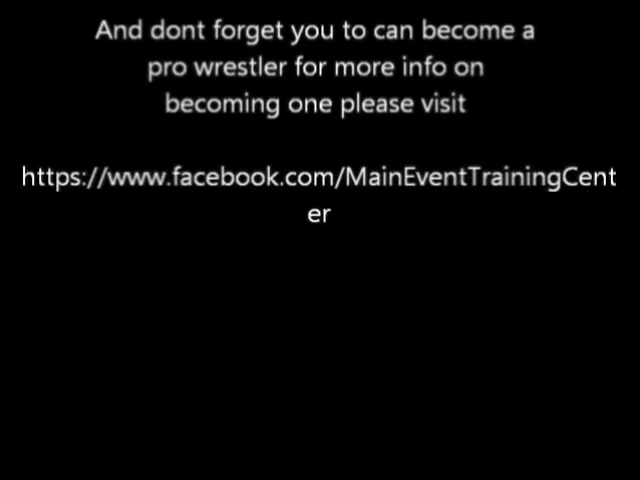 And dont forget you to can become a
pro wrestler for more info on
becoming one please visit
https://www.facebook.com/MainEventTrainingCent
er